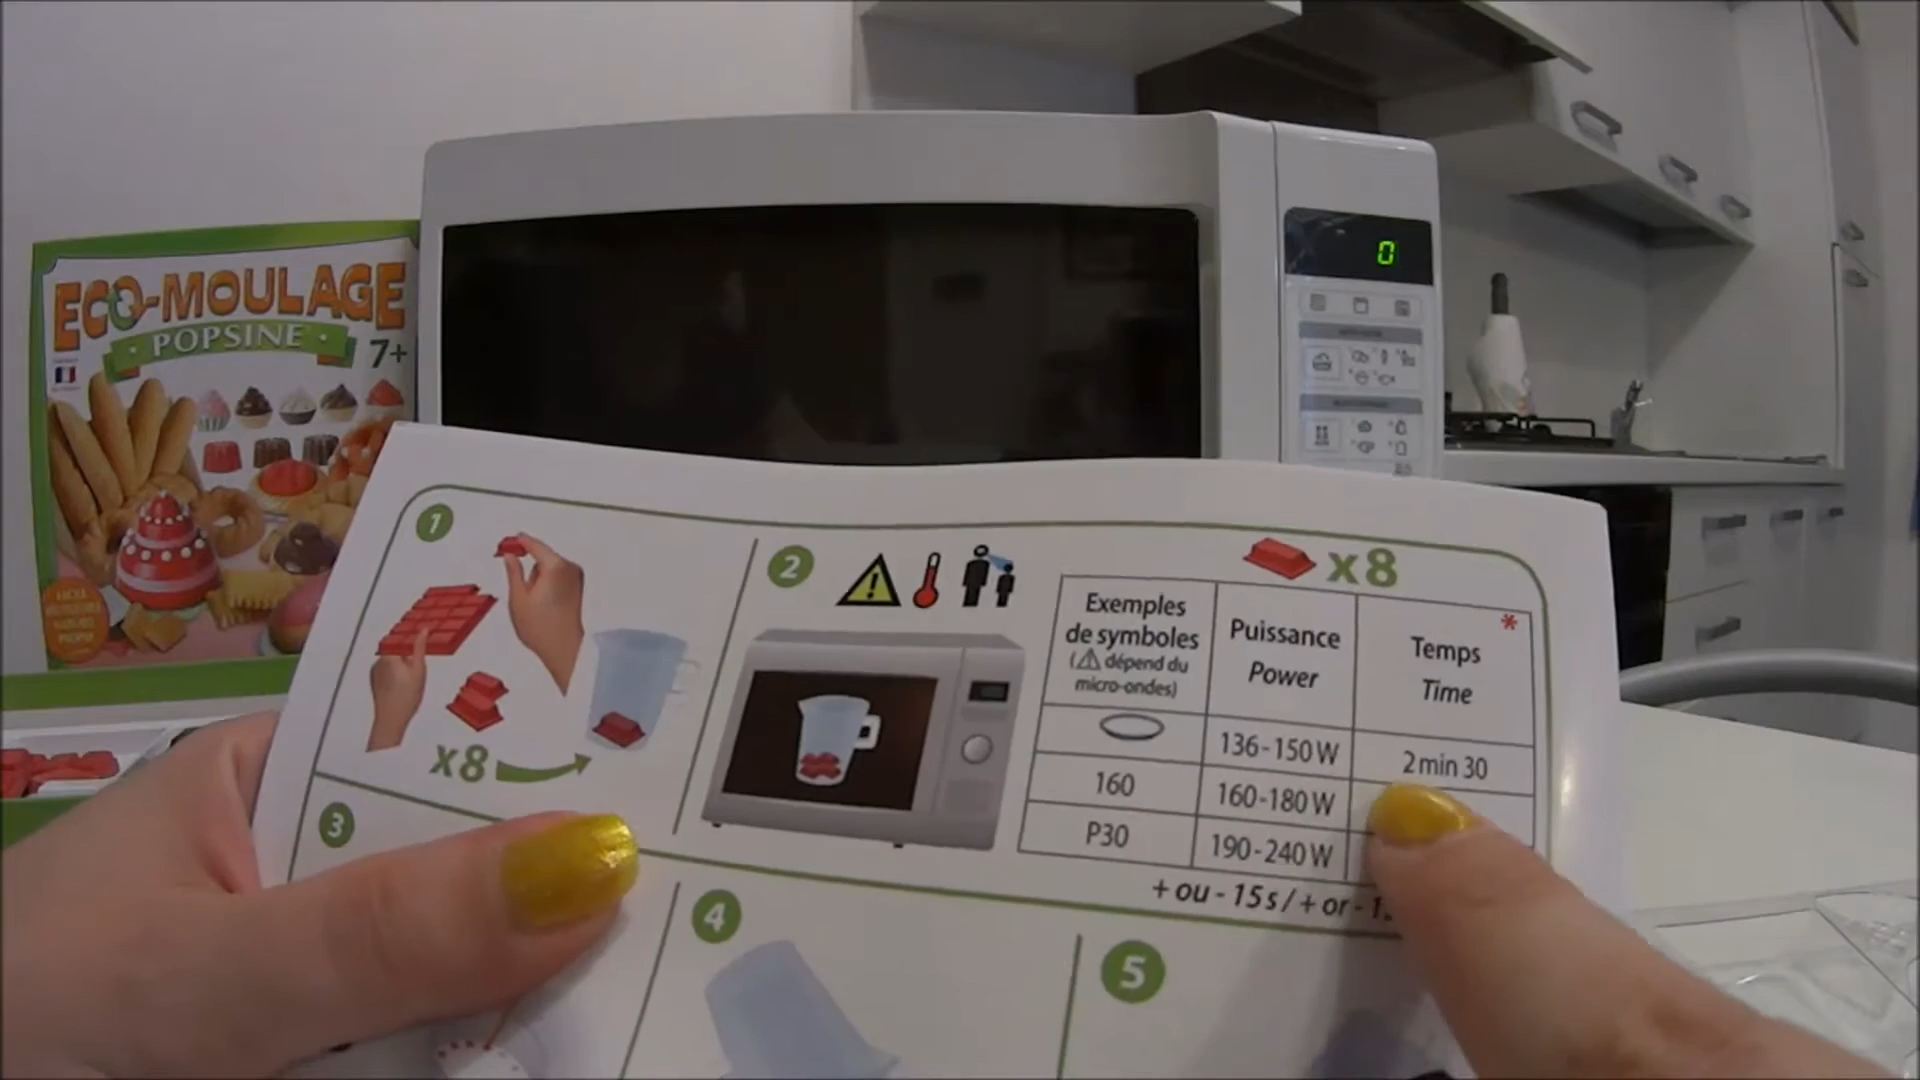 ECO-MOULAGE
POPSINE
7+
0
1
x8
2
x8
Exemples
de symboles
(⚠ dépend du
micro-ondes)
Puissance
Power
Temps *
Time
136-150 W
2 min 30
160
160-180 W
P30
190-240 W
+ ou - 15 s / + or - 1
3
4
5